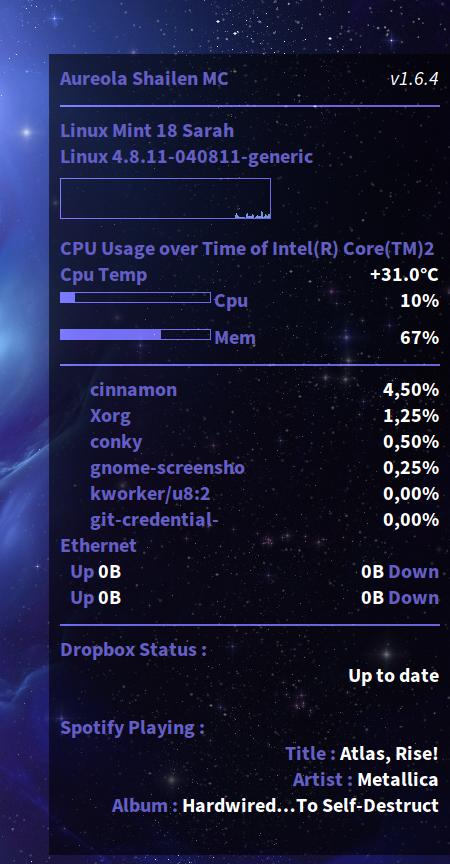 Aureola Shailen MC v1.6.4
Linux Mint 18 Sarah
Linux 4.8.11-040811-generic
CPU Usage over Time of Intel(R) Core(TM)2
Cpu Temp +31.0°C
Cpu 10%
Mem 67%
cinnamon 4,50%
Xorg 1,25%
conky 0,50%
gnome-screensho 0,25%
kworker/u8:2 0,00%
git-credential- 0,00%
Ethernet
Up 0B 0B Down
Up 0B 0B Down
Dropbox Status :
Up to date
Spotify Playing :
Title : Atlas, Rise!
Artist : Metallica
Album : Hardwired...To Self-Destruct